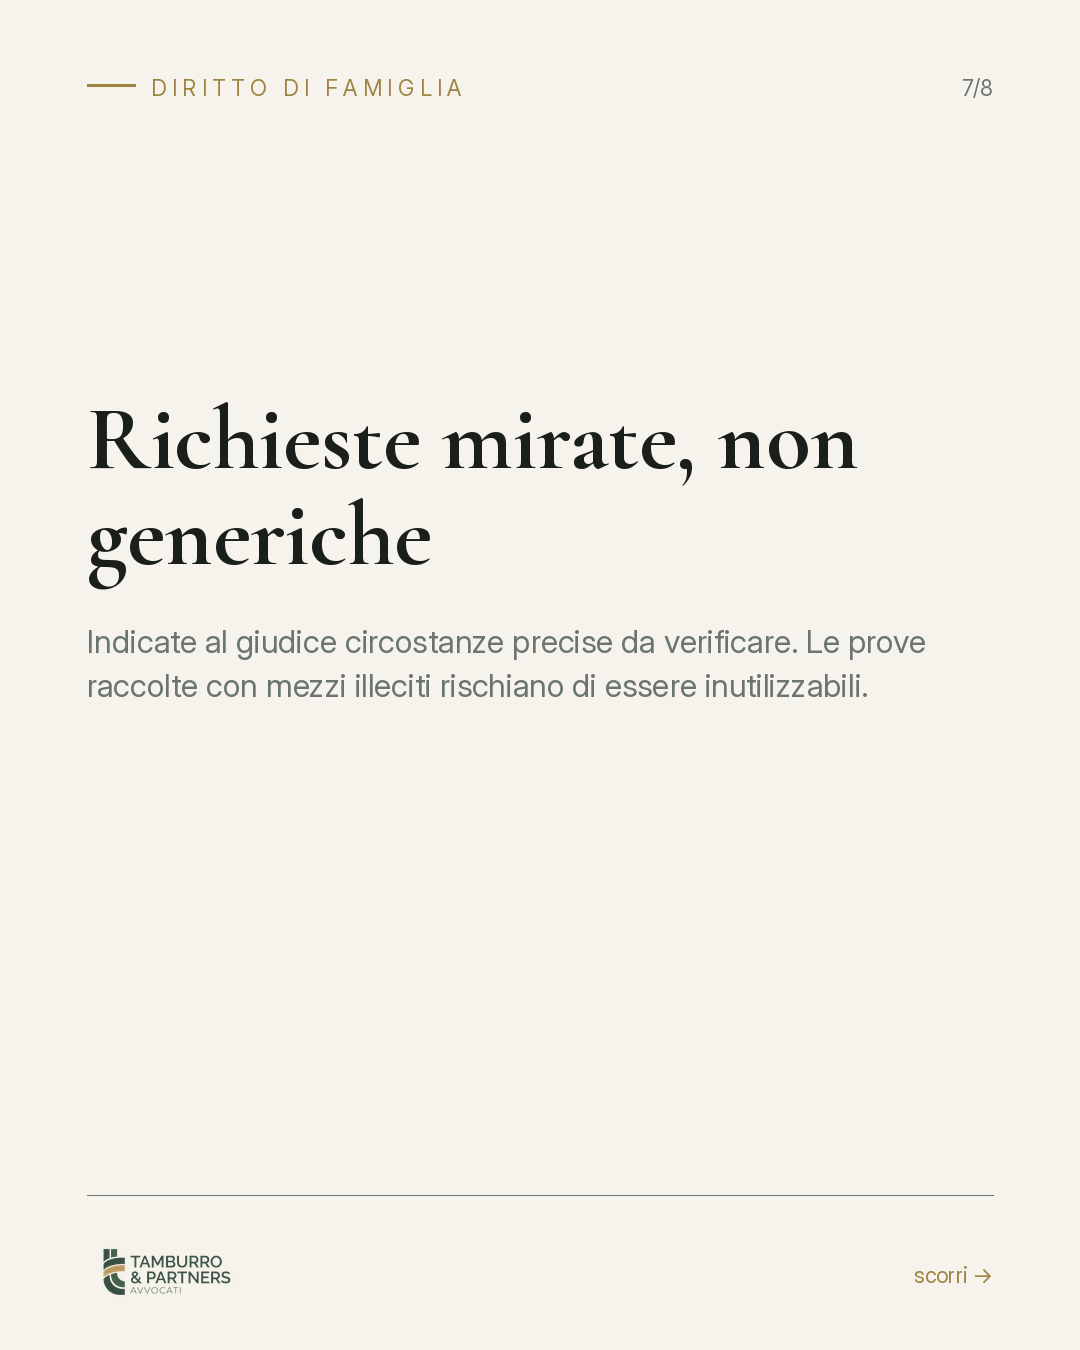 DIRITTO DI FAMIGLIA
7/8
Richieste mirate, non
generiche
Indicate al giudice circostanze precise da verificare. Le prove
raccolte con mezzi illeciti rischiano di essere inutilizzabili.
TAMBURRO
& PARTNERS
AVVOCATI
scorri →